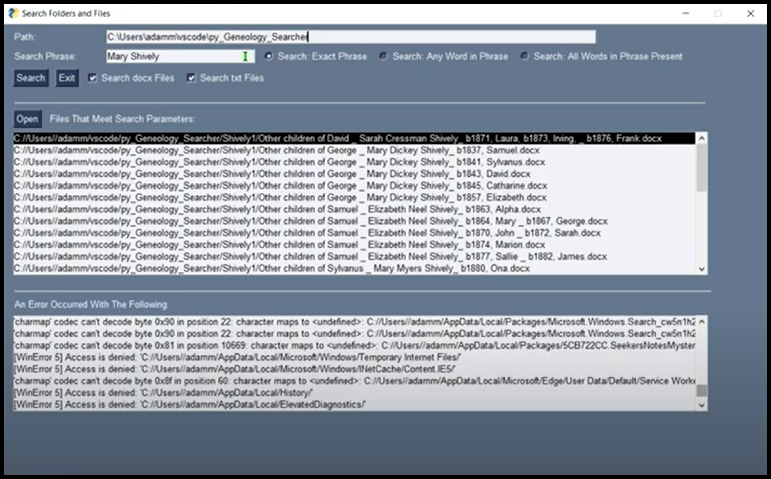 Search Folders and Files
Path: C:\Users\adamm\vscode\py_Geneology_Searcher
Search Phrase: Mary Shively Search: Exact Phrase Search: Any Word in Phrase Search: All Words in Phrase Present
Search Exit Search docx Files Search txt Files
Open Files That Meet Search Parameters:
C://Users//adamm/vscode/py_Geneology_Searcher/Shively1/Other children of David _ Sarah Cressman Shively_ b1871, Laura, b1873, Irving, _ b1876, Frank.docx
C://Users//adamm/vscode/py_Geneology_Searcher/Shively1/Other children of George _ Mary Dickey Shively_ b1837, Samuel.docx
C://Users//adamm/vscode/py_Geneology_Searcher/Shively1/Other children of George _ Mary Dickey Shively_ b1841, Sylvanus.docx
C://Users//adamm/vscode/py_Geneology_Searcher/Shively1/Other children of George _ Mary Dickey Shively_ b1843, David.docx
C://Users//adamm/vscode/py_Geneology_Searcher/Shively1/Other children of George _ Mary Dickey Shively_ b1845, Catharine.docx
C://Users//adamm/vscode/py_Geneology_Searcher/Shively1/Other children of George _ Mary Dickey Shively_ b1857, Elizabeth.docx
C://Users//adamm/vscode/py_Geneology_Searcher/Shively1/Other children of Samuel _ Elizabeth Neel Shively_ b1863, Alpha.docx
C://Users//adamm/vscode/py_Geneology_Searcher/Shively1/Other children of Samuel _ Elizabeth Neel Shively_ b1864, Mary _ b1867, George.docx
C://Users//adamm/vscode/py_Geneology_Searcher/Shively1/Other children of Samuel _ Elizabeth Neel Shively_ b1870, John _ b1872, Sarah.docx
C://Users//adamm/vscode/py_Geneology_Searcher/Shively1/Other children of Samuel _ Elizabeth Neel Shively_ b1874, Marion.docx
C://Users//adamm/vscode/py_Geneology_Searcher/Shively1/Other children of Samuel _ Elizabeth Neel Shively_ b1877, Sallie _ b1882, James.docx
C://Users//adamm/vscode/py_Geneology_Searcher/Shively1/Other children of Sylvanus _ Mary Myers Shively_ b1880, Ona.docx
An Error Occurred With The Following:
'charmap' codec can't decode byte 0x90 in position 22: character maps to <undefined>: C://Users//adamm/AppData/Local/Packages/Microsoft.Windows.Search_cw5n1h2
'charmap' codec can't decode byte 0x90 in position 22: character maps to <undefined>: C://Users//adamm/AppData/Local/Packages/Microsoft.Windows.Search_cw5n1h2
'charmap' codec can't decode byte 0x81 in position 10669: character maps to <undefined>: C://Users//adamm/AppData/Local/Packages/5CB722CC.SeekersNotesMyster
[WinError 5] Access is denied: 'C://Users//adamm/AppData/Local/Microsoft/Windows/Temporary Internet Files/'
[WinError 5] Access is denied: 'C://Users//adamm/AppData/Local/Microsoft/Windows/INetCache/Content.IE5/'
'charmap' codec can't decode byte 0x8f in position 60: character maps to <undefined>: C://Users//adamm/AppData/Local/Microsoft/Edge/User Data/Default/Service Worke
[WinError 5] Access is denied: 'C://Users//adamm/AppData/Local/History/'
[WinError 5] Access is denied: 'C://Users//adamm/AppData/Local/ElevatedDiagnostics/'